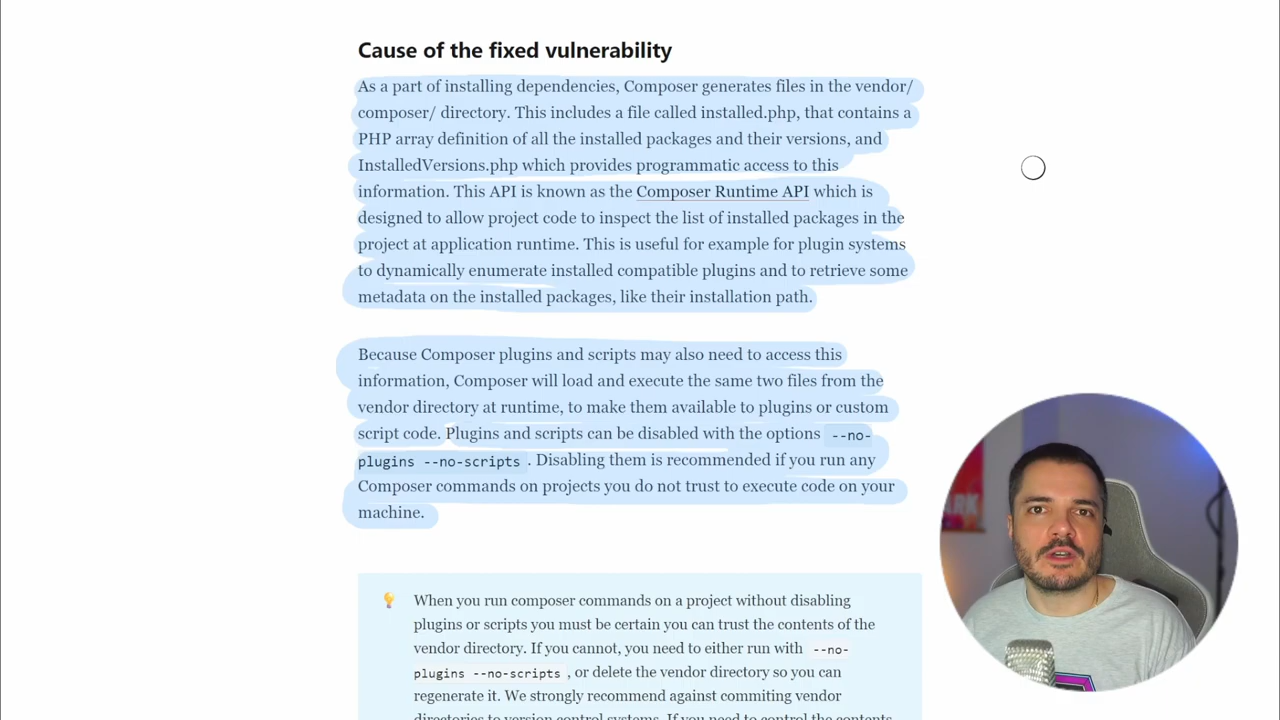 Cause of the fixed vulnerability
As a part of installing dependencies, Composer generates files in the vendor/
composer/ directory. This includes a file called installed.php, that contains a
PHP array definition of all the installed packages and their versions, and
InstalledVersions.php which provides programmatic access to this
information. This API is known as the Composer Runtime API which is
designed to allow project code to inspect the list of installed packages in the
project at application runtime. This is useful for example for plugin systems
to dynamically enumerate installed compatible plugins and to retrieve some
metadata on the installed packages, like their installation path.
Because Composer plugins and scripts may also need to access this
information, Composer will load and execute the same two files from the
vendor directory at runtime, to make them available to plugins or custom
script code. Plugins and scripts can be disabled with the options --no-
plugins --no-scripts . Disabling them is recommended if you run any
Composer commands on projects you do not trust to execute code on your
machine.
When you run composer commands on a project without disabling
plugins or scripts you must be certain you can trust the contents of the
vendor directory. If you cannot, you need to either run with --no-
plugins --no-scripts , or delete the vendor directory so you can
regenerate it. We strongly recommend against commiting vendor
directories to version control systems. If you need to control the contents